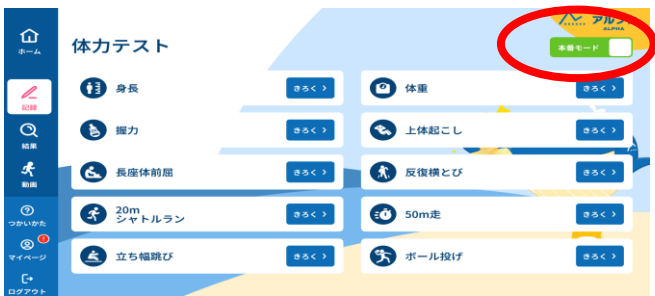 ホーム
記録
結果
動画
つかいかた
1
マイページ
ログアウト
体力テスト
ALPHA
本番モード
身長
きろく
体重
きろく
握力
きろく
上体起こし
きろく
長座体前屈
きろく
反復横とび
きろく
20m
シャトルラン
きろく
50m走
きろく
立ち幅跳び
きろく
ボール投げ
きろく